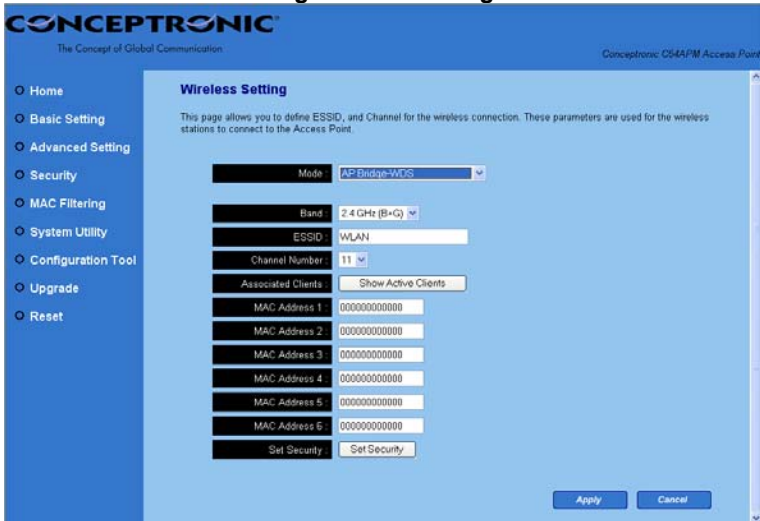 CONCEPTRONIC
The Concept of Global Communication
Conceptronic C54APM Access Point
Home
Basic Setting
Advanced Setting
Security
MAC Filtering
System Utility
Configuration Tool
Upgrade
Reset
Wireless Setting
This page allows you to define ESSID, and Channel for the wireless connection. These parameters are used for the wireless
stations to connect to the Access Point.
Mode : AP Bridge-WDS
Band : 2.4 GHz (B+G)
ESSID : WLAN
Channel Number : 11
Associated Clients : Show Active Clients
MAC Address 1 : 000000000000
MAC Address 2 : 000000000000
MAC Address 3 : 000000000000
MAC Address 4 : 000000000000
MAC Address 5 : 000000000000
MAC Address 6 : 000000000000
Set Security : Set Security
Apply Cancel